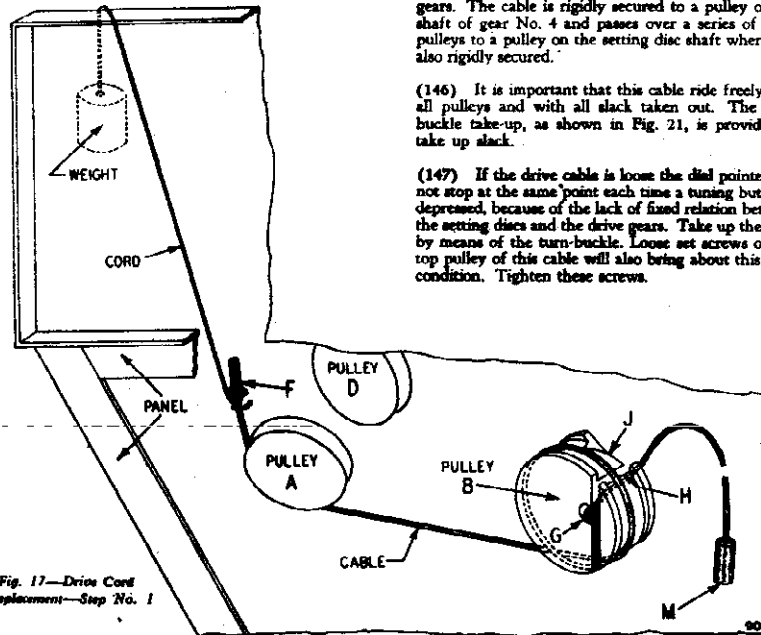 gears. The cable is rigidly secured to a pulley o
shaft of gear No. 4 and passes over a series of
pulleys to a pulley on the setting disc shaft wher
also rigidly secured.
(146) It is important that this cable ride freely
all pulleys and with all slack taken out. The
buckle take-up, as shown in Fig. 21, is provid
take up slack.
(147) If the drive cable is loose the dial pointe
not stop at the same point each time a tuning but
depressed, because of the lack of fixed relation bet
the setting discs and the drive gears. Take up the
by means of the turn-buckle. Loose set screws o
top pulley of this cable will also bring about this
condition. Tighten these screws.
WEIGHT
CORD
F
PULLEY
D
PANEL
PULLEY
A
J
PULLEY
B
H
G
CABLE
M
Fig. 17—Drive Cord
eplacement—Step No. 1
90